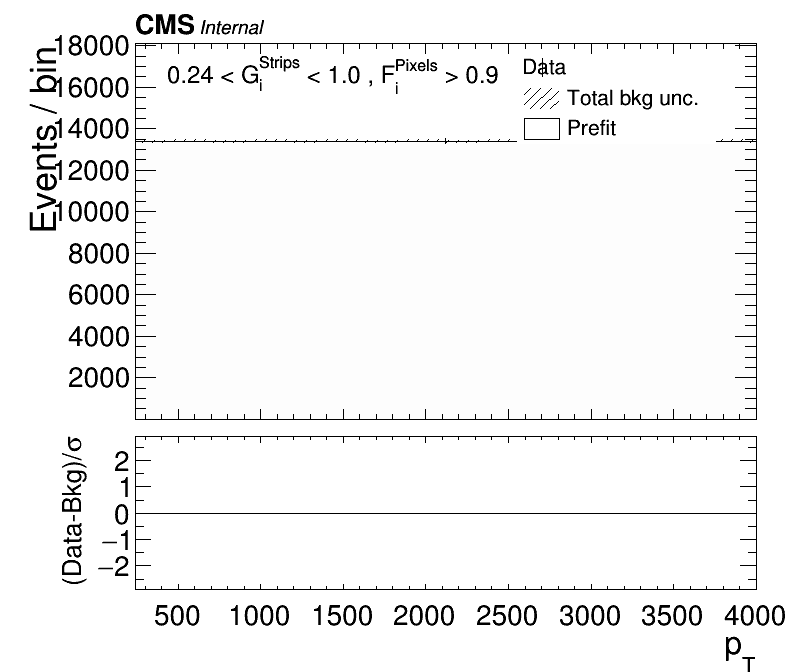 CMS Internal
Events / bin
18000
16000
14000
12000
10000
8000
6000
4000
2000
0.24 < G_i^Strips < 1.0 , F_i^Pixels > 0.9
Data
Total bkg unc.
Prefit
(Data-Bkg)/σ
2
1
0
−1
−2
500 1000 1500 2000 2500 3000 3500 4000
p_T